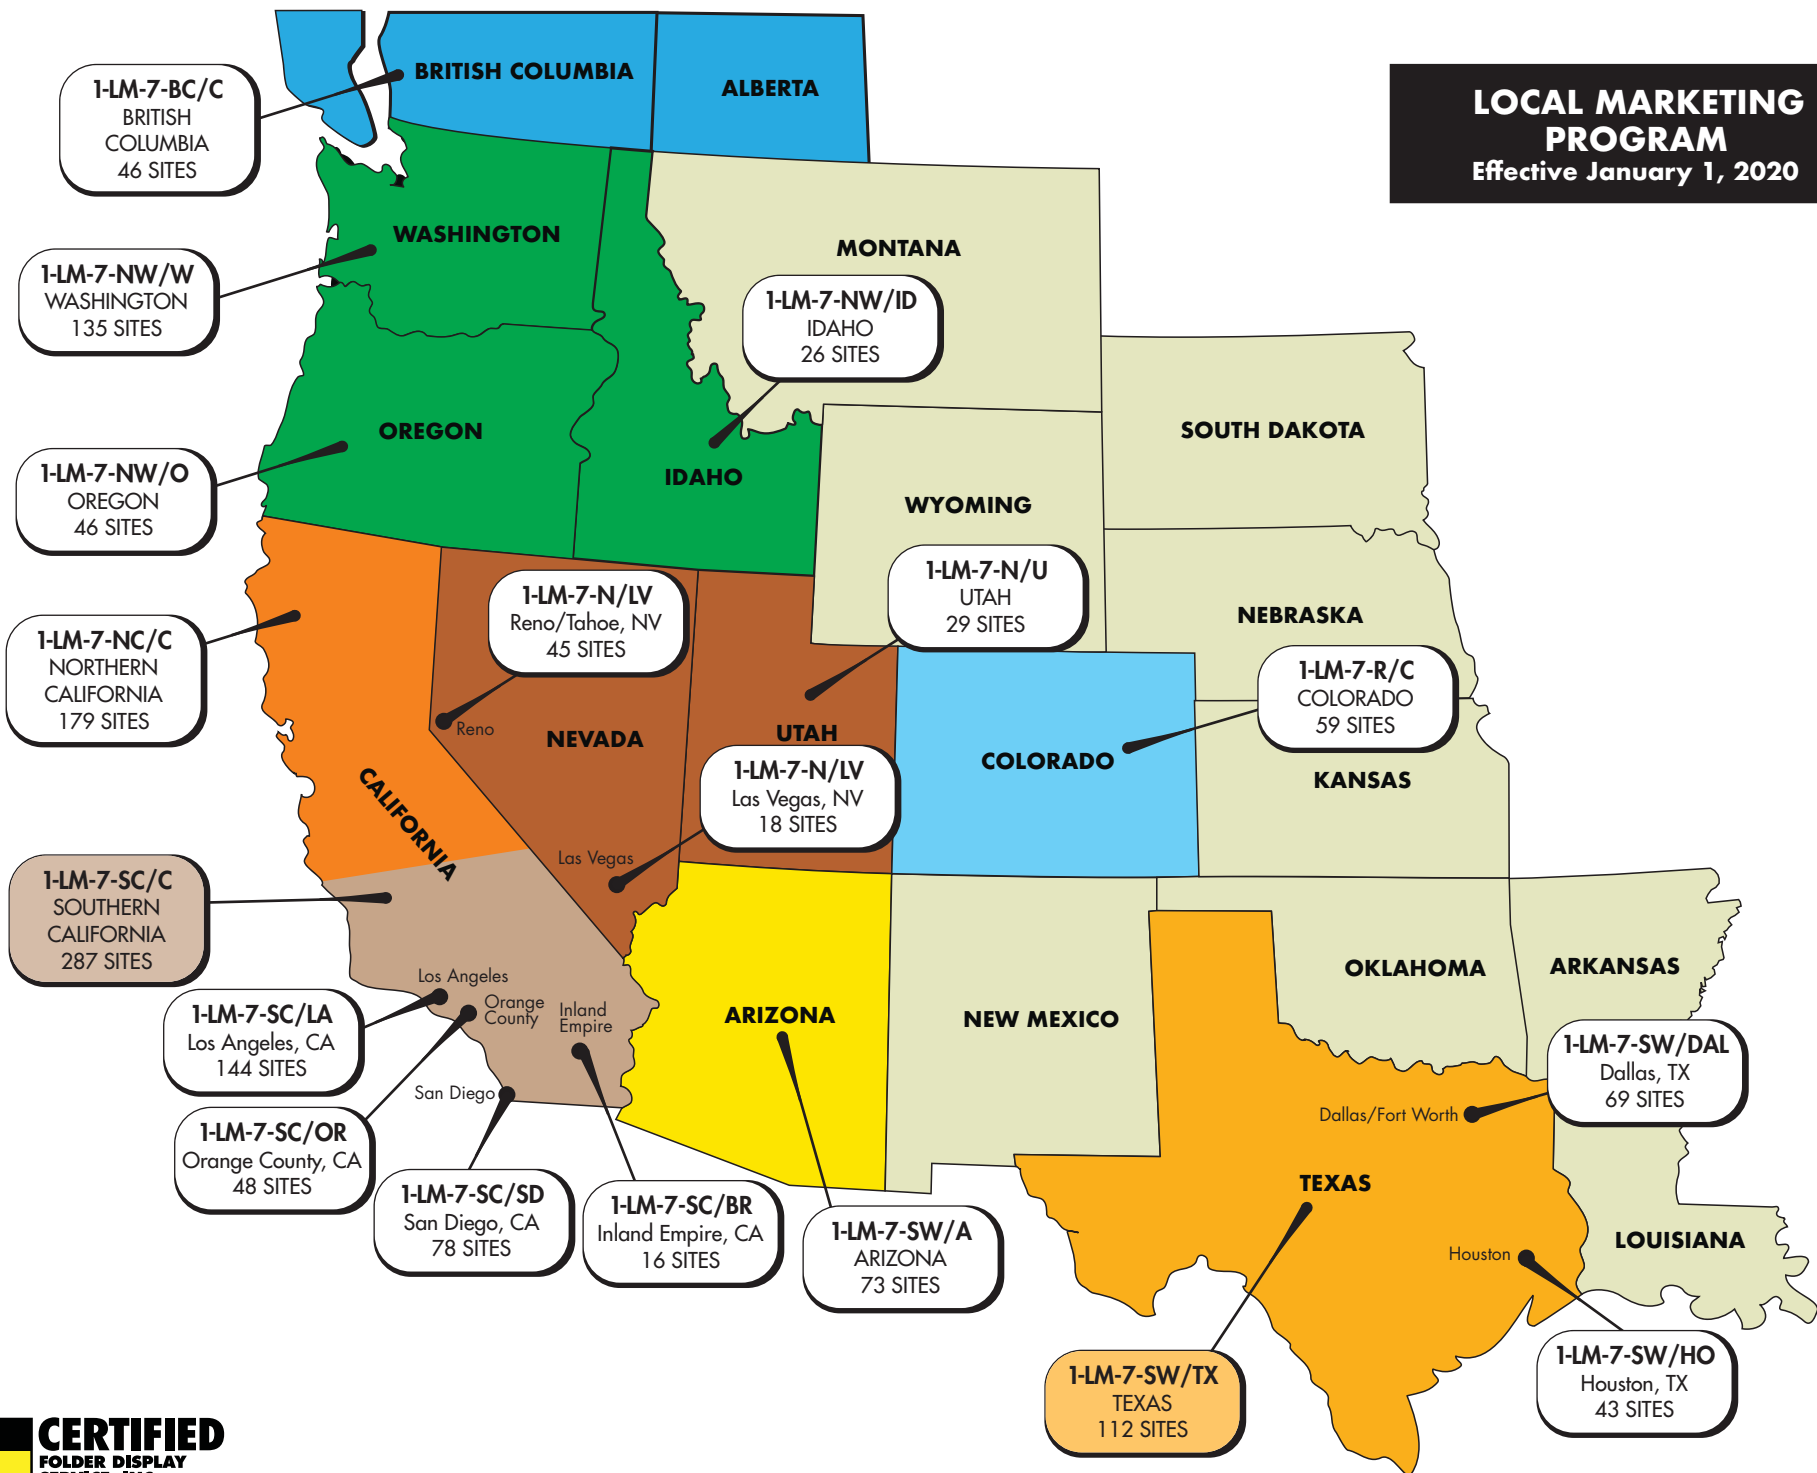 LOCAL MARKETING
PROGRAM
Effective January 1, 2020
BRITISH COLUMBIA
ALBERTA
1-LM-7-BC/C
BRITISH
COLUMBIA
46 SITES
WASHINGTON
MONTANA
1-LM-7-NW/W
WASHINGTON
135 SITES
1-LM-7-NW/ID
IDAHO
26 SITES
OREGON
IDAHO
SOUTH DAKOTA
1-LM-7-NW/O
OREGON
46 SITES
WYOMING
1-LM-7-N/LV
Reno/Tahoe, NV
45 SITES
1-LM-7-N/U
UTAH
29 SITES
NEBRASKA
1-LM-7-NC/C
NORTHERN
CALIFORNIA
179 SITES
1-LM-7-R/C
COLORADO
59 SITES
Reno
NEVADA
UTAH
COLORADO
KANSAS
1-LM-7-N/LV
Las Vegas, NV
18 SITES
CALIFORNIA
Las Vegas
1-LM-7-SC/C
SOUTHERN
CALIFORNIA
287 SITES
Los Angeles
Orange
County
Inland
Empire
ARIZONA
NEW MEXICO
OKLAHOMA
ARKANSAS
1-LM-7-SC/LA
Los Angeles, CA
144 SITES
San Diego
1-LM-7-SW/DAL
Dallas, TX
69 SITES
Dallas/Fort Worth
1-LM-7-SC/OR
Orange County, CA
48 SITES
1-LM-7-SC/SD
San Diego, CA
78 SITES
1-LM-7-SC/BR
Inland Empire, CA
16 SITES
1-LM-7-SW/A
ARIZONA
73 SITES
TEXAS
Houston
LOUISIANA
1-LM-7-SW/TX
TEXAS
112 SITES
1-LM-7-SW/HO
Houston, TX
43 SITES
CERTIFIED
FOLDER DISPLAY
SERVICE, INC